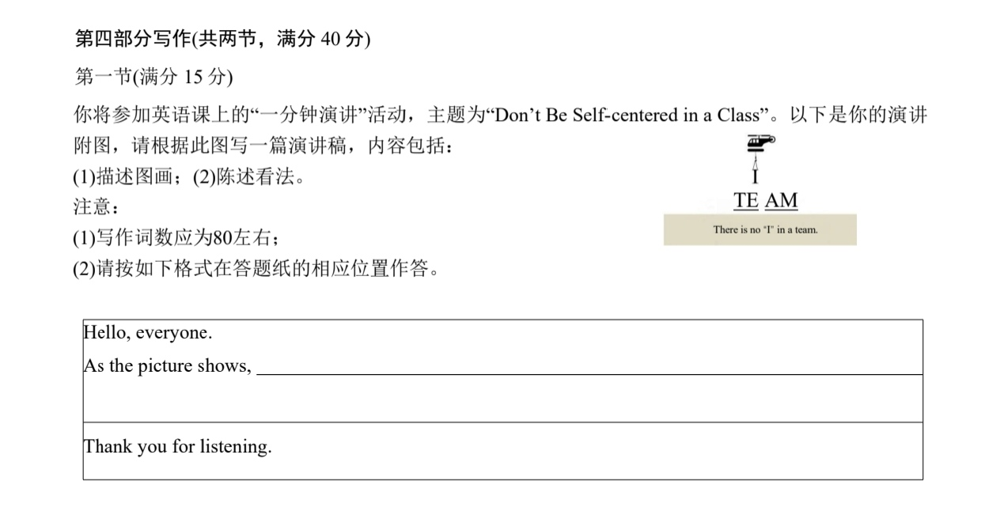 第四部分写作(共两节，满分 40 分)
第一节(满分 15 分)
你将参加英语课上的“一分钟演讲”活动，主题为“Don’t Be Self-centered in a Class”。以下是你的演讲
附图，请根据此图写一篇演讲稿，内容包括：
(1)描述图画；(2)陈述看法。
注意：
(1)写作词数应为80左右；
(2)请按如下格式在答题纸的相应位置作答。
I
TE AM
There is no "I" in a team.
Hello, everyone.
As the picture shows,
Thank you for listening.